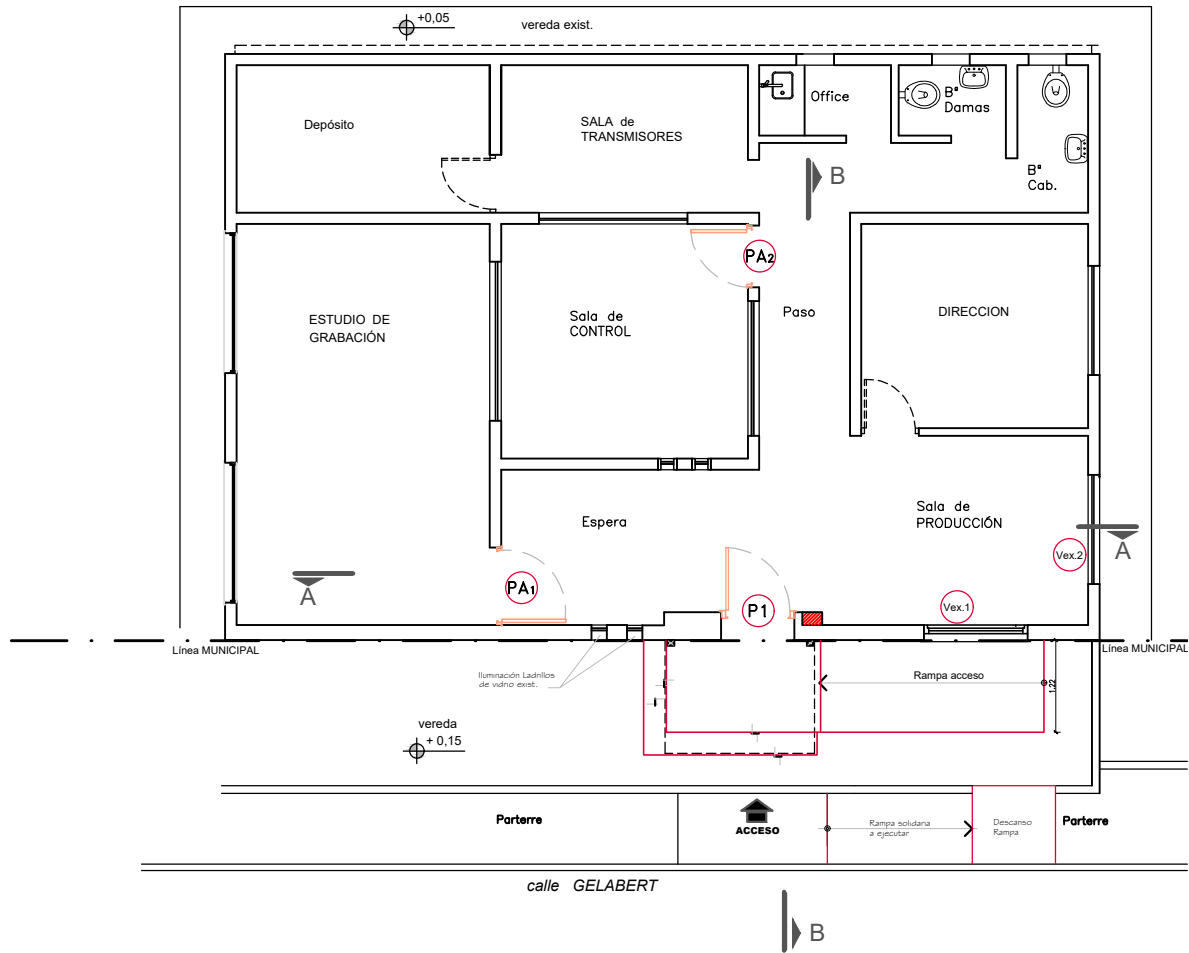 +0,05
vereda exist.
Depósito
SALA de
TRANSMISORES
Office
Bº
Damas
Bº
Cab.
B
PA2
ESTUDIO DE
GRABACIÓN
Sala de
CONTROL
Paso
DIRECCION
Espera
Sala de
PRODUCCIÓN
A
Vex.2
A
PA1
P1
Vex.1
Línea MUNICIPAL
Línea MUNICIPAL
Iluminación Ladrillos
de vidrio exist.
Rampa acceso
1.22
vereda
+ 0,15
Parterre
ACCESO
Rampa solidaria
a ejecutar
Descanso
Rampa
Parterre
calle GELABERT
B